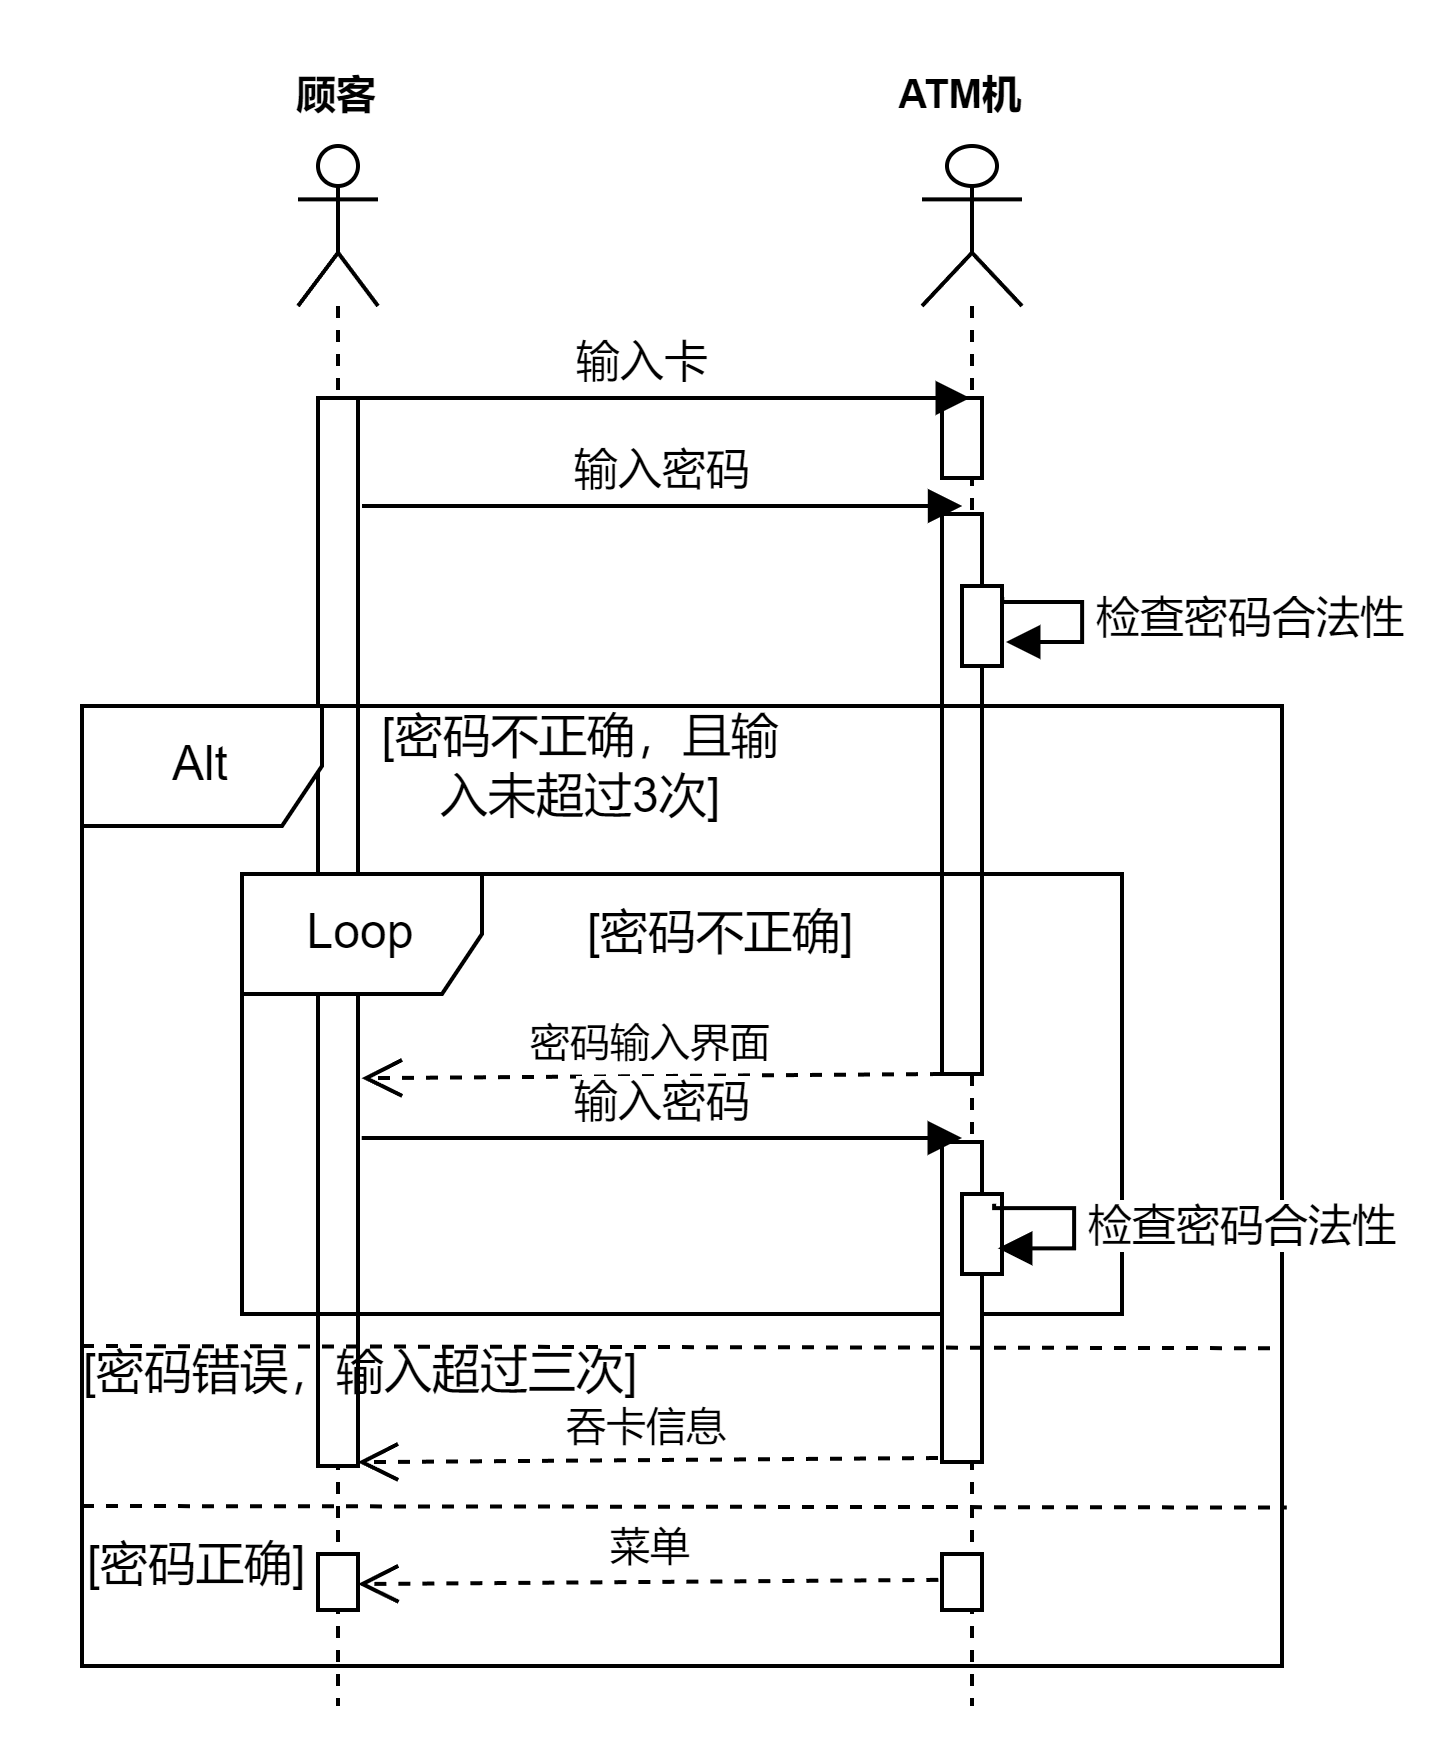 顾客
ATM机
输入卡
输入密码
检查密码合法性
Alt
[密码不正确，且输
入未超过3次]
Loop
[密码不正确]
密码输入界面
输入密码
检查密码合法性
[密码错误，输入超过三次]
吞卡信息
菜单
[密码正确]